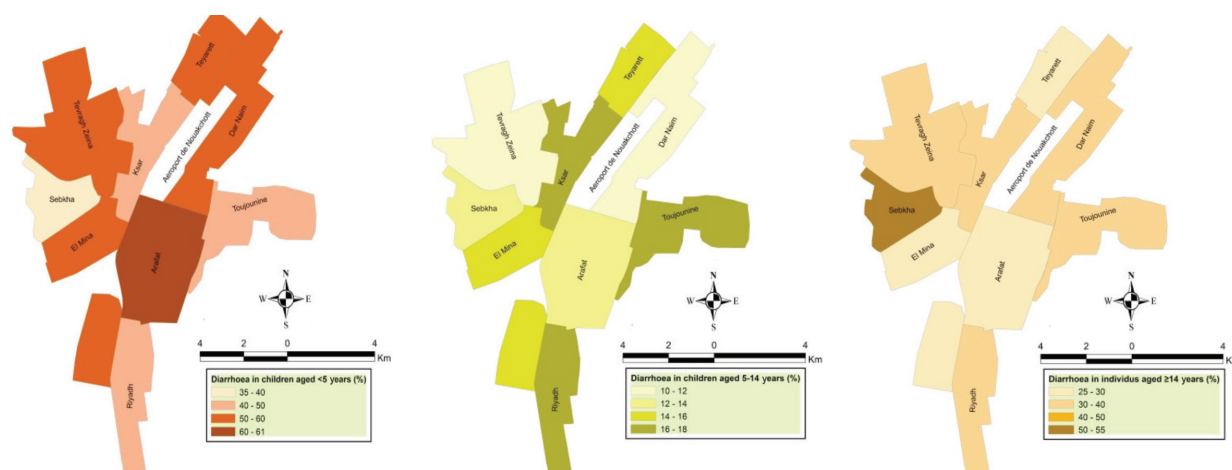 Teyarett
Tevragh Zeina
Ksar
Dar Naim
Aeroport de Nouakchott
Sebkha
Toujounine
El Mina
Arafat
Riyadh
N
W
E
S
4
2
0
4
Km
Diarrhoea in children aged <5 years (%)
35 - 40
40 - 50
50 - 60
60 - 61
Teyarett
Tevragh Zeina
Ksar
Dar Naim
Aeroport de Nouakchott
Sebkha
Toujounine
El Mina
Arafat
Riyadh
N
W
E
S
4
2
0
4
Km
Diarrhoea in children aged 5-14 years (%)
10 - 12
12 - 14
14 - 16
16 - 18
Teyarett
Tevragh Zeina
Ksar
Dar Naim
Aeroport de Nouakchott
Sebkha
Toujounine
El Mina
Arafat
Riyadh
N
W
E
S
4
2
0
4
Km
Diarrhoea in individus aged ≥14 years (%)
25 - 30
30 - 40
40 - 50
50 - 55